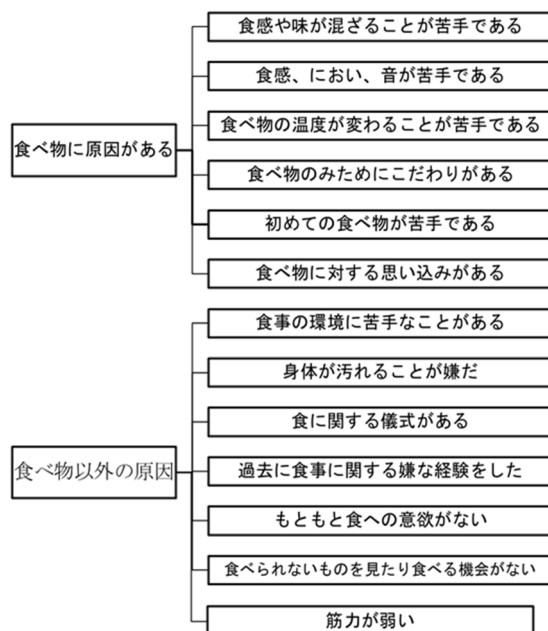 食べ物に原因がある
食感や味が混ざることが苦手である
食感、におい、音が苦手である
食べ物の温度が変わることが苦手である
食べ物のみためにこだわりがある
初めての食べ物が苦手である
食べ物に対する思い込みがある
食べ物以外の原因
食事の環境に苦手なことがある
身体が汚れることが嫌だ
食に関する儀式がある
過去に食事に関する嫌な経験をした
もともと食への意欲がない
食べられないものを見たり食べる機会がない
筋力が弱い